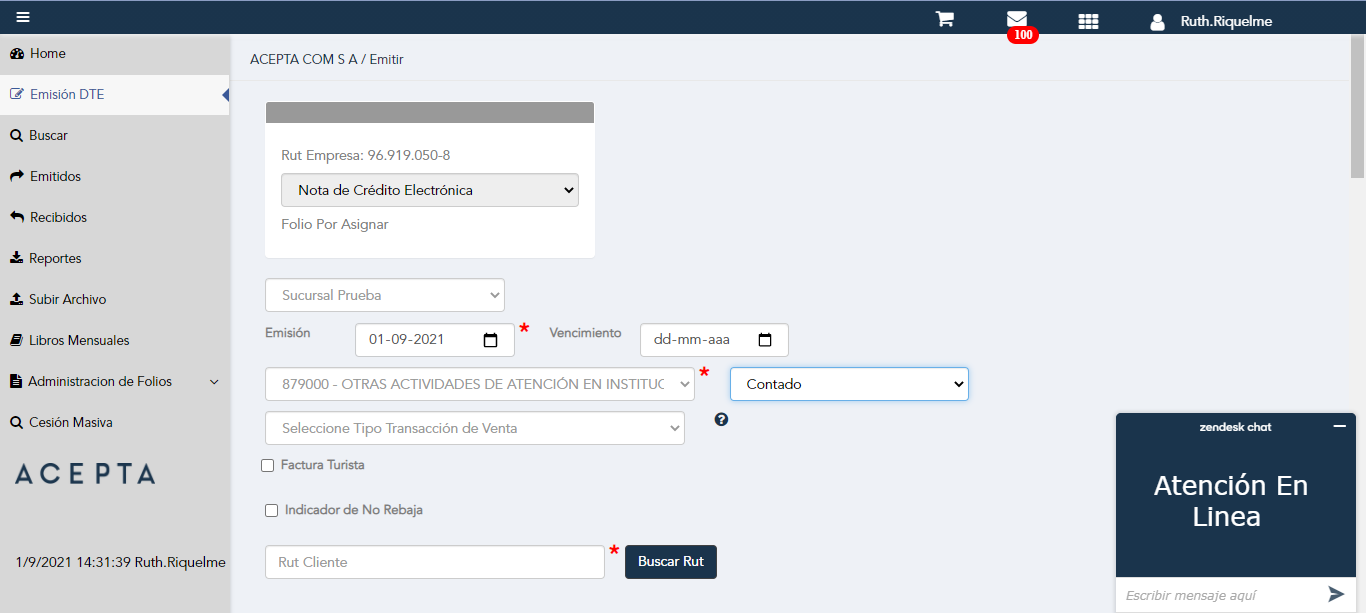 Ruth.Riquelme
100
Home
Emisión DTE
Buscar
Emitidos
Recibidos
Reportes
Subir Archivo
Libros Mensuales
Administracion de Folios
Cesión Masiva
ACEPTA
1/9/2021 14:31:39 Ruth.Riquelme
ACEPTA COM S A / Emitir
Rut Empresa: 96.919.050-8
Nota de Crédito Electrónica
Folio Por Asignar
Sucursal Prueba
Emisión 01-09-2021 * Vencimiento dd-mm-aaa
879000 - OTRAS ACTIVIDADES DE ATENCIÓN EN INSTITUC * Contado
Seleccione Tipo Transacción de Venta ?
Factura Turista
Indicador de No Rebaja
Rut Cliente * Buscar Rut
zendesk chat
Atención En
Linea
Escribir mensaje aquí